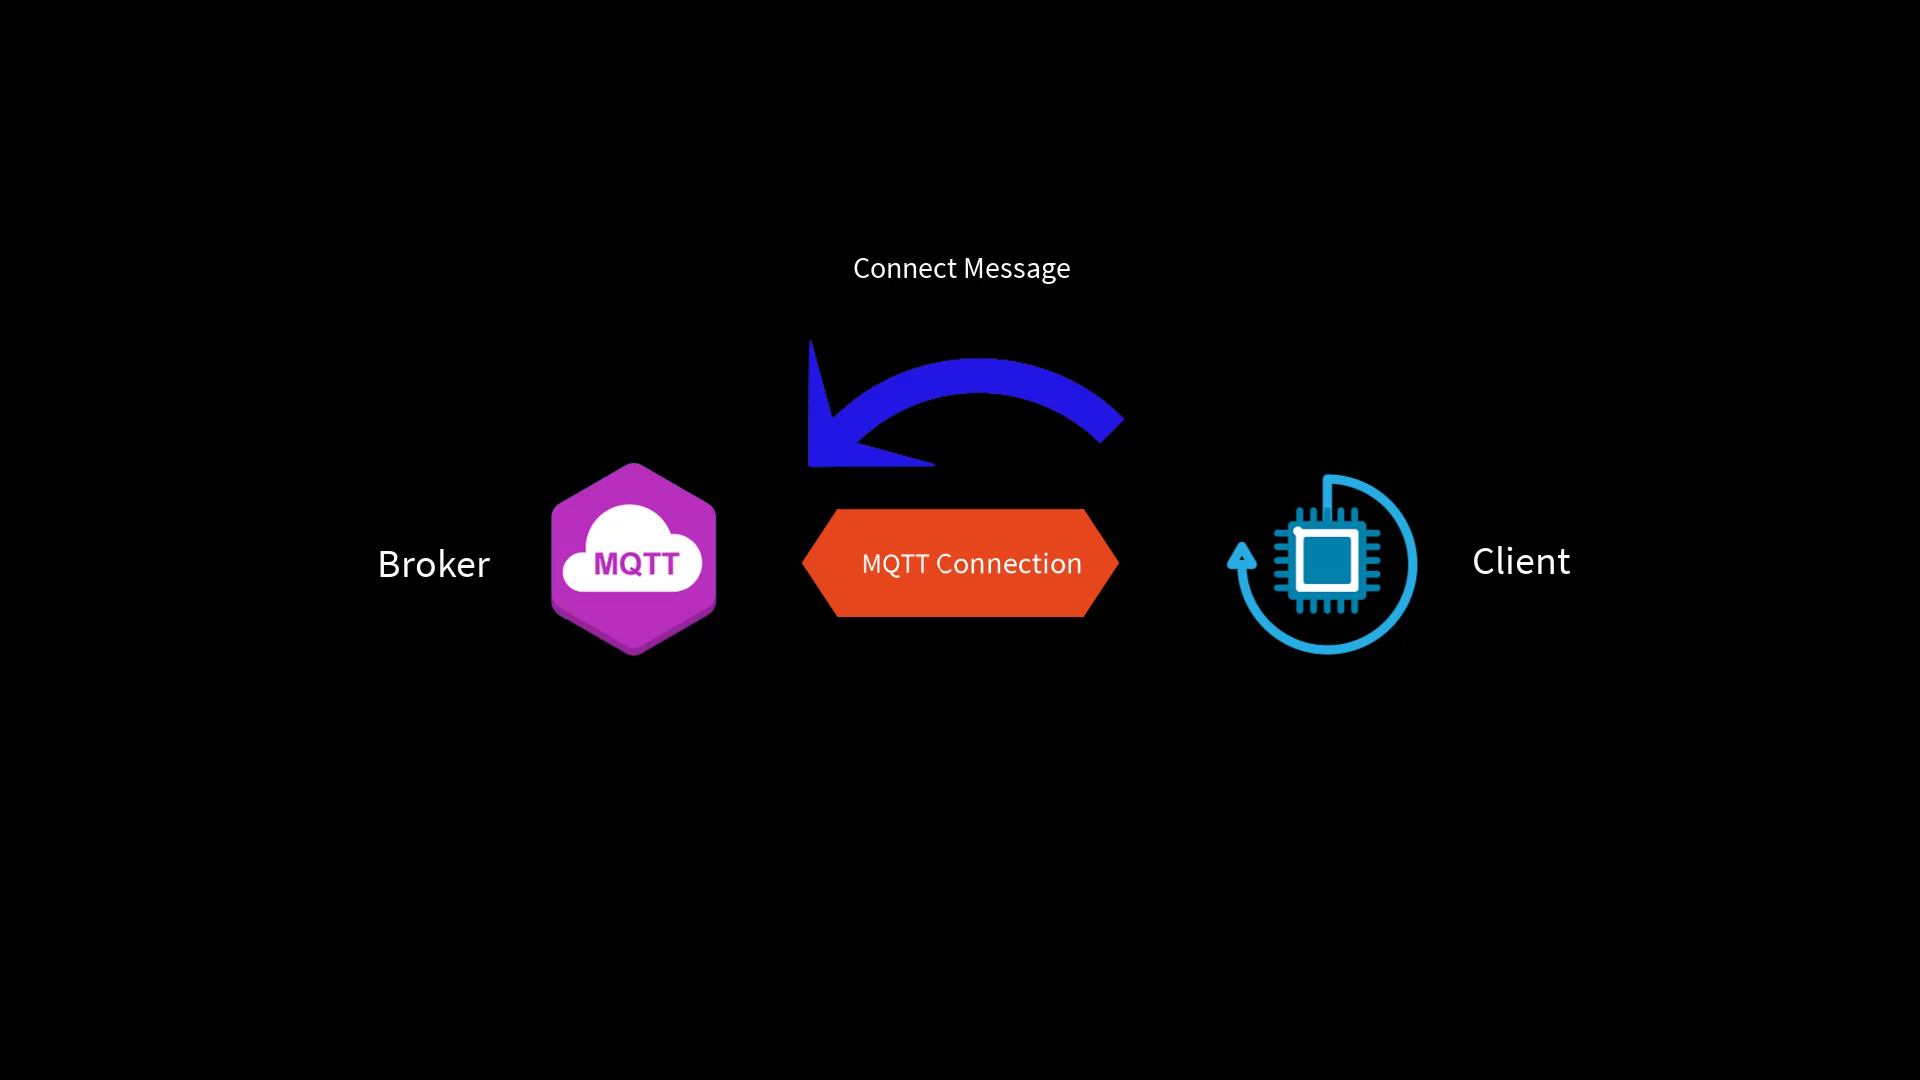 Connect Message
Broker
MQTT
MQTT Connection
Client